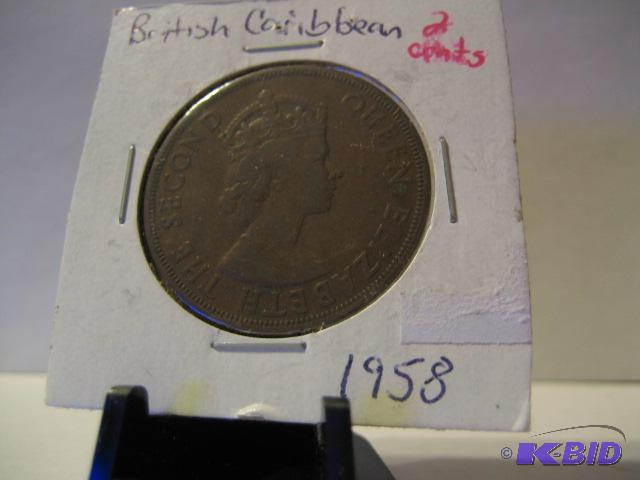 British Caribbean 2 cents
QUEEN ELIZABETH THE SECOND
1958
© K-BID